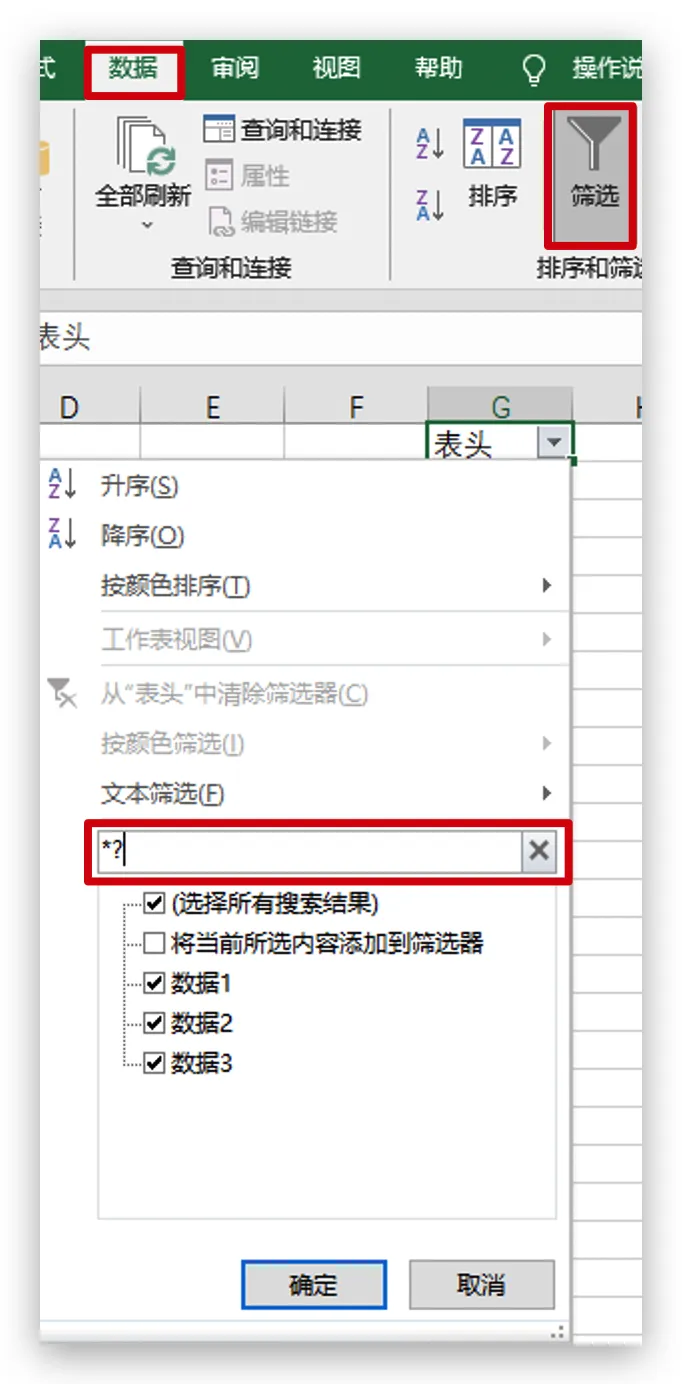 式 数据 审阅 视图 帮助 操作说
全部刷新
查询和连接
属性
编辑链接
查询和连接
排序
筛选
排序和筛选
表头
D E F G H
表头
升序(S)
降序(O)
按颜色排序(T)
工作表视图(V)
从“表头”中清除筛选器(C)
按颜色筛选(I)
文本筛选(F)
*?
(选择所有搜索结果)
将当前所选内容添加到筛选器
数据1
数据2
数据3
确定 取消